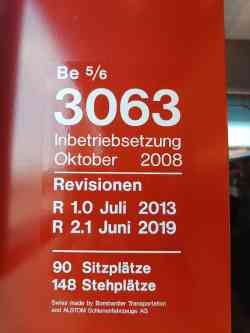 Be 5/6
3063
Inbetriebsetzung
Oktober 2008
Revisionen
R 1.0 Juli 2013
R 2.1 Juni 2019
90 Sitzplätze
148 Stehplätze
Swiss made by Bombardier Transportation
and ALSTOM Schienenfahrzeuge AG